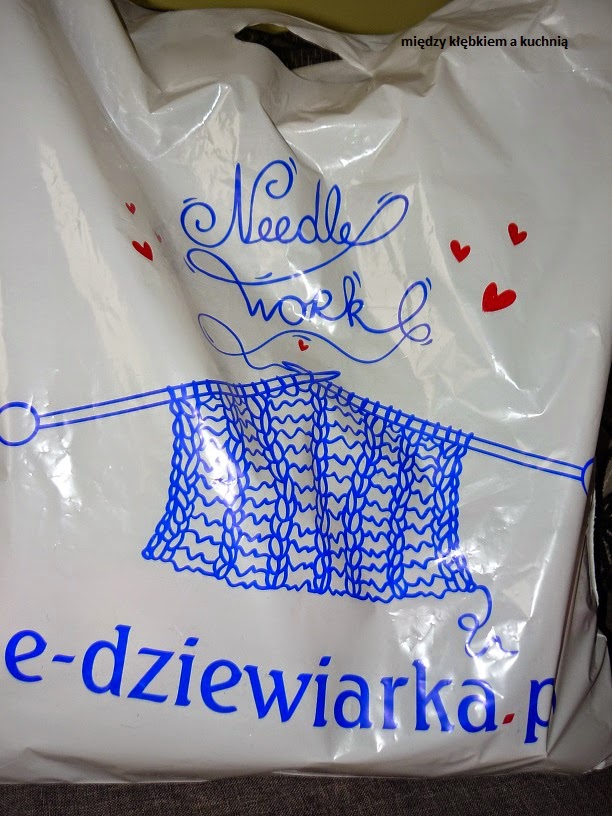 między kłębkiem a kuchnią
Needle
work
e-dziewiarka.p